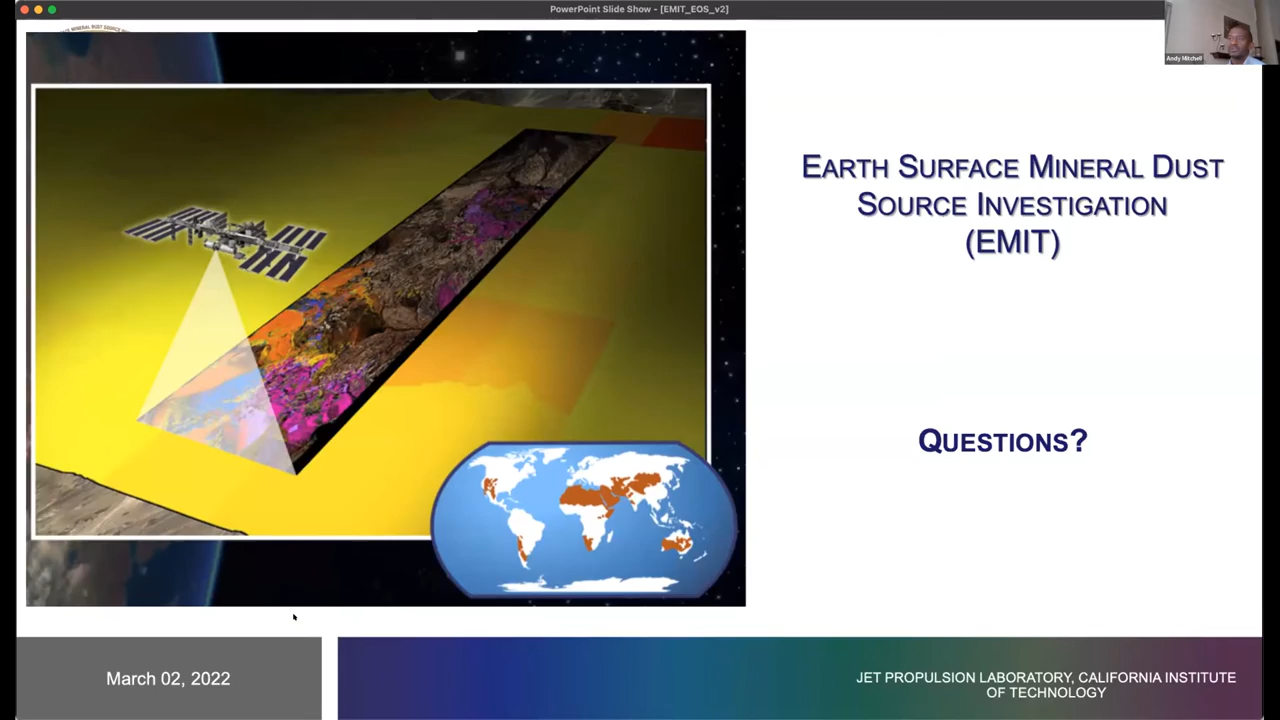 PowerPoint Slide Show - [EMIT_EOS_v2]
Andy Mitchell
EARTH SURFACE MINERAL DUST
SOURCE INVESTIGATION
(EMIT)
QUESTIONS?
March 02, 2022
JET PROPULSION LABORATORY, CALIFORNIA INSTITUTE
OF TECHNOLOGY